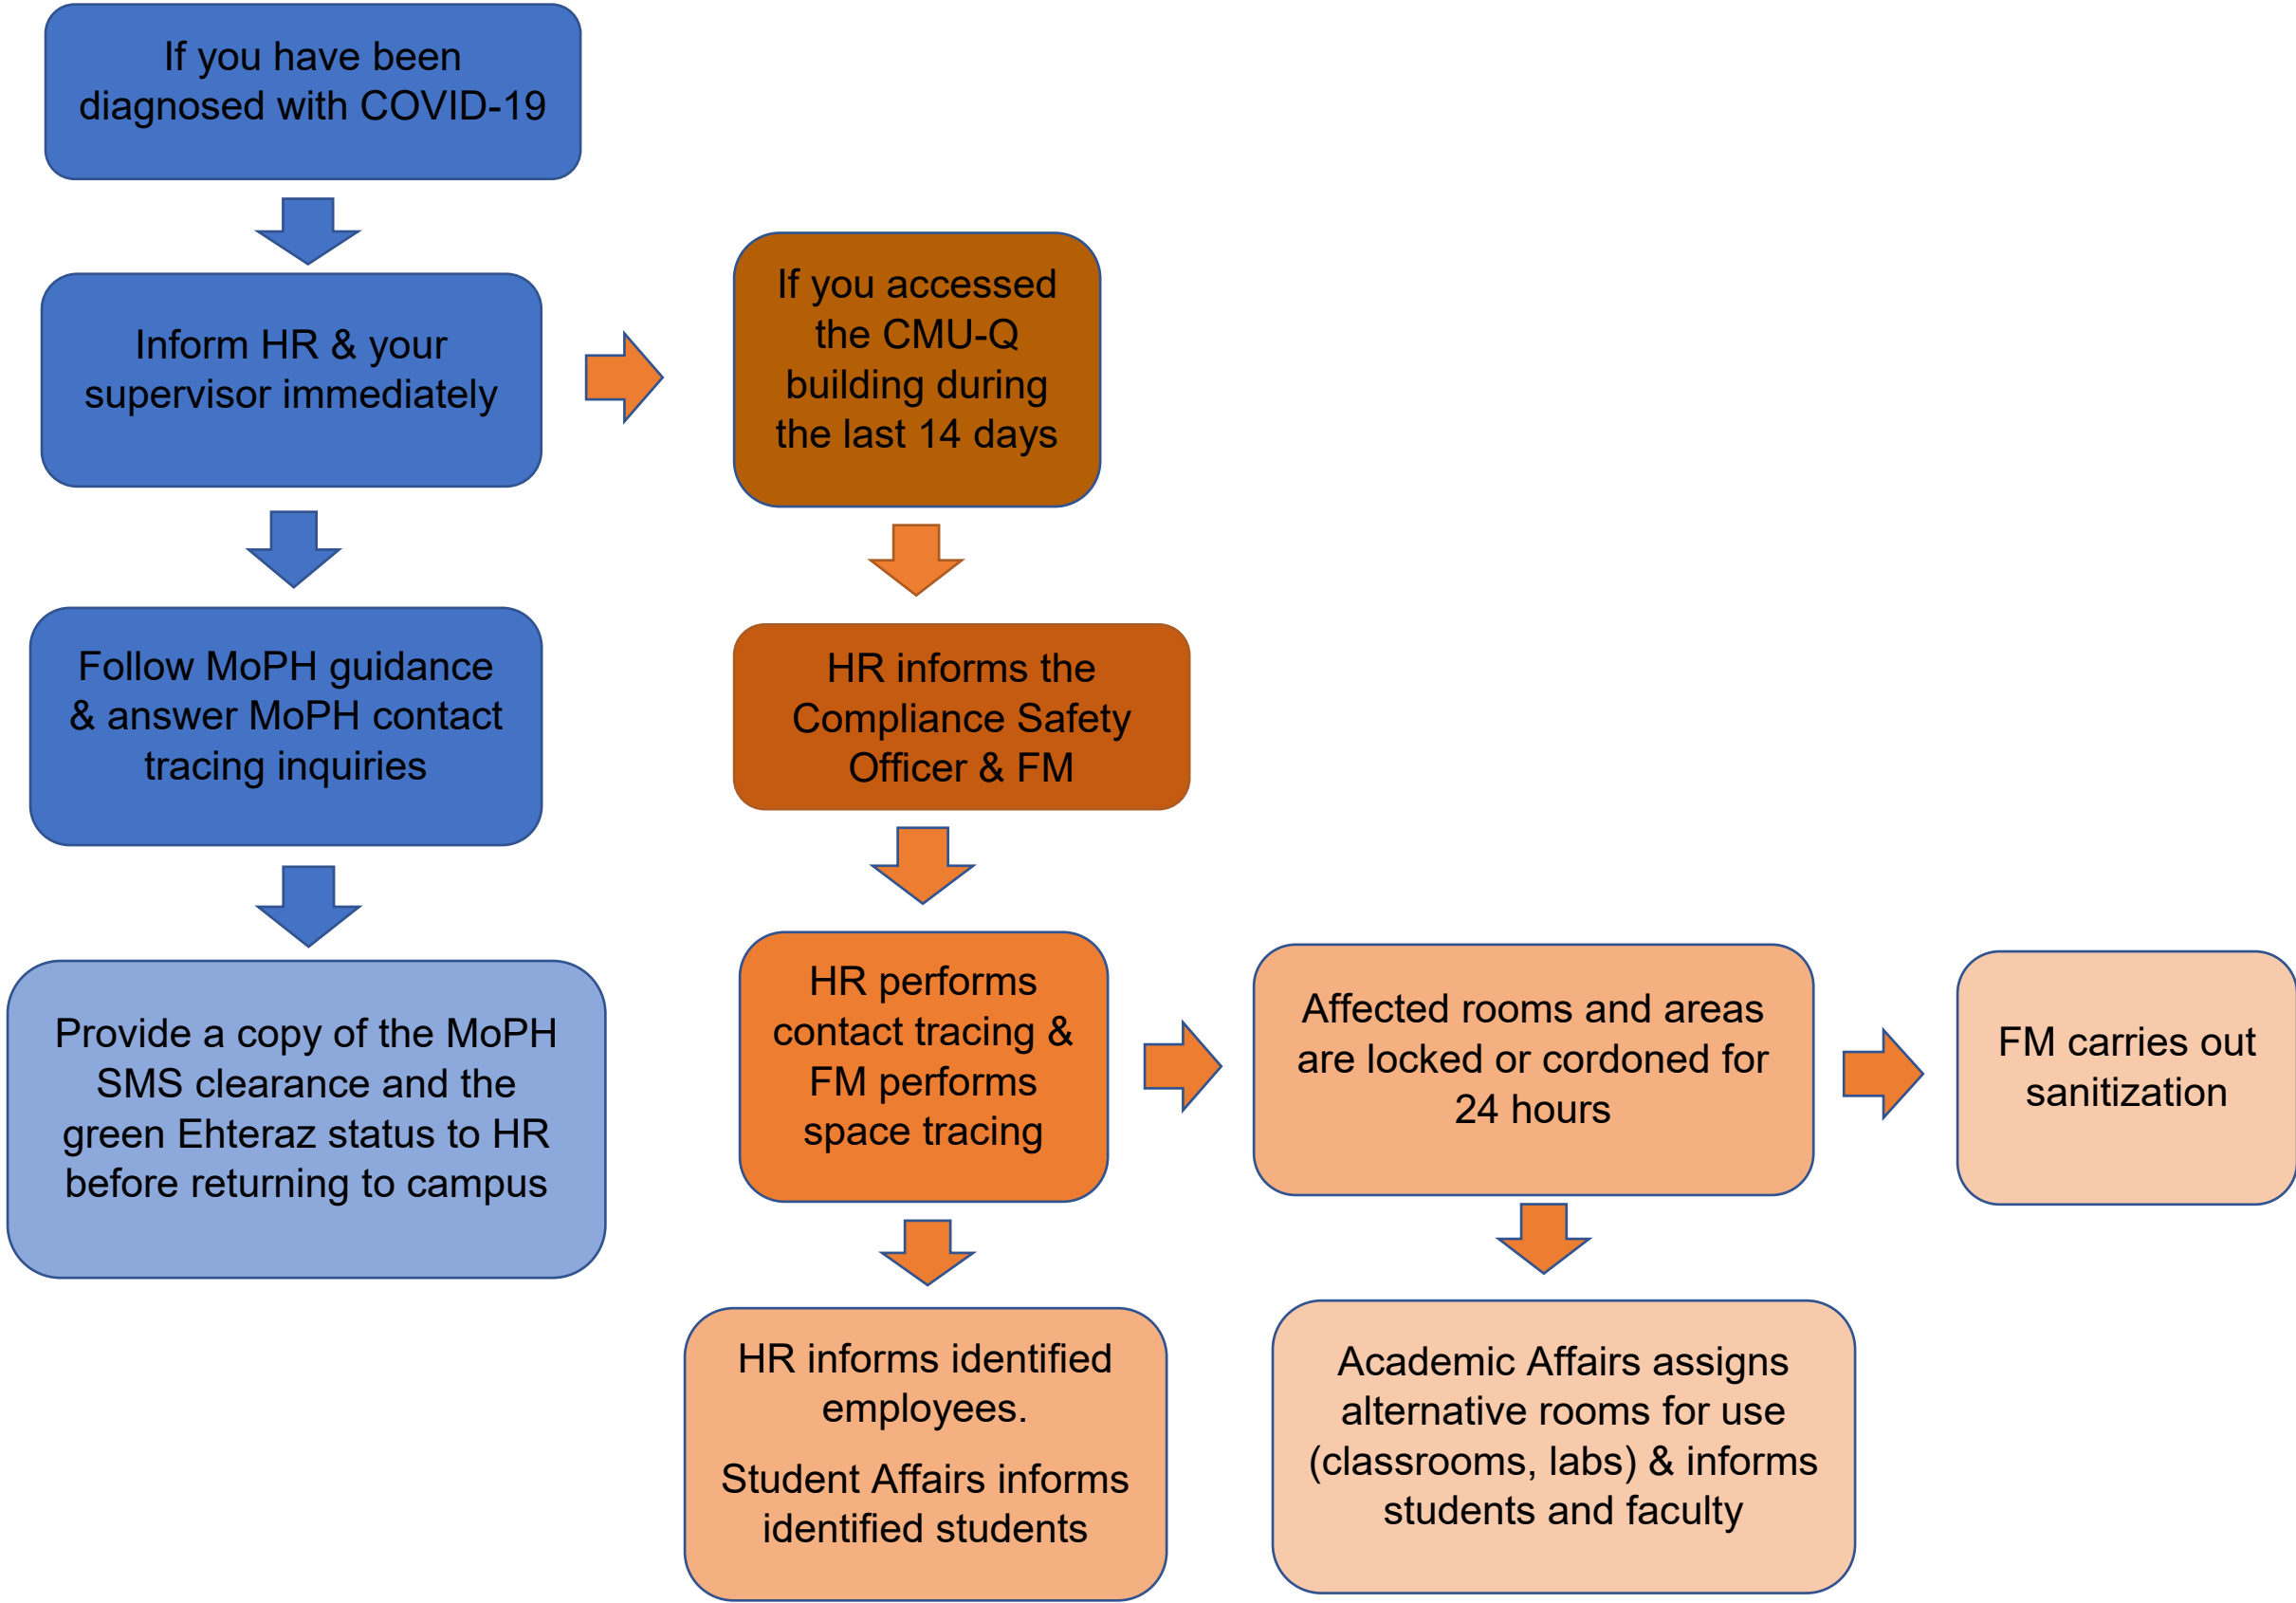 If you have been
diagnosed with COVID-19
Inform HR & your
supervisor immediately
Follow MoPH guidance
& answer MoPH contact
tracing inquiries
Provide a copy of the MoPH
SMS clearance and the
green Ehteraz status to HR
before returning to campus
If you accessed
the CMU-Q
building during
the last 14 days
HR informs the
Compliance Safety
Officer & FM
HR performs
contact tracing &
FM performs
space tracing
HR informs identified
employees.
Student Affairs informs
identified students
Affected rooms and areas
are locked or cordoned for
24 hours
Academic Affairs assigns
alternative rooms for use
(classrooms, labs) & informs
students and faculty
FM carries out
sanitization